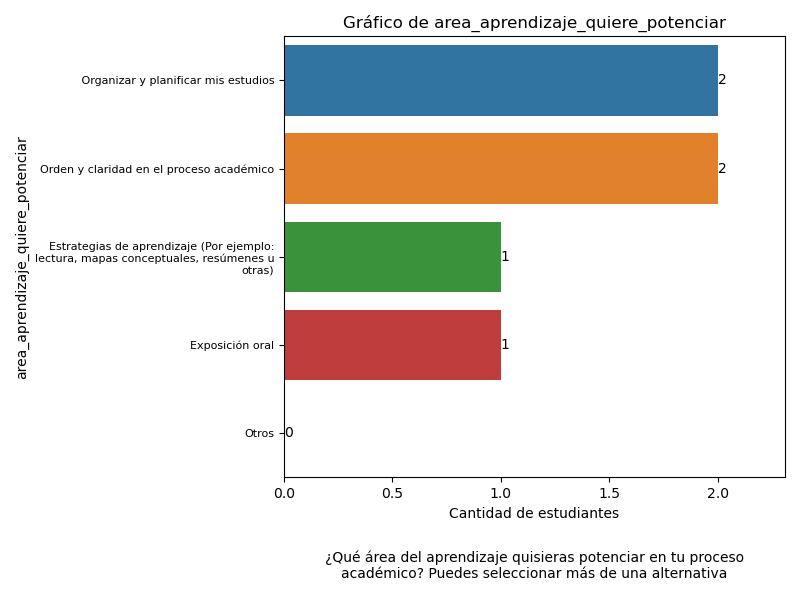 Gráfico de area_aprendizaje_quiere_potenciar
area_aprendizaje_quiere_potenciar
Organizar y planificar mis estudios
2
Orden y claridad en el proceso académico
2
Estrategias de aprendizaje (Por ejemplo:
lectura, mapas conceptuales, resúmenes u
otras)
1
Exposición oral
1
Otros
0
0.0
0.5
1.0
1.5
2.0
Cantidad de estudiantes
¿Qué área del aprendizaje quisieras potenciar en tu proceso
académico? Puedes seleccionar más de una alternativa